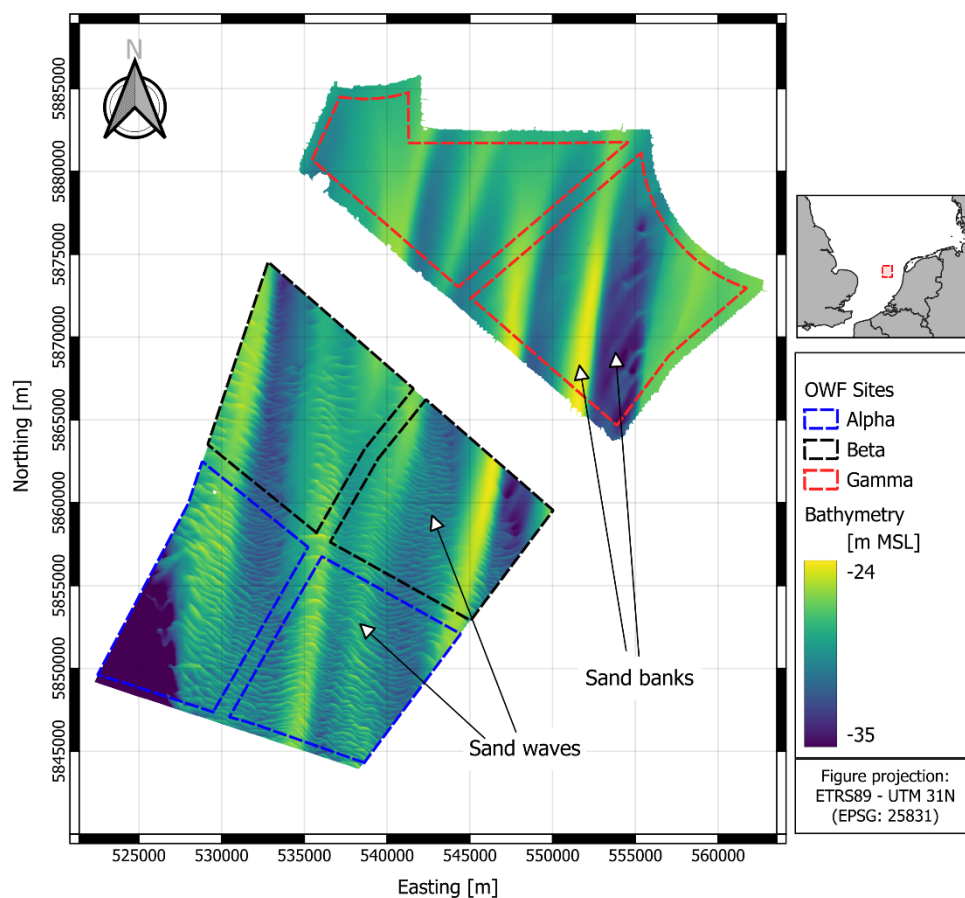 N
5885000
5880000
5875000
5870000
5865000
5860000
5855000
5850000
5845000
Northing [m]
525000 530000 535000 540000 545000 550000 555000 560000
Easting [m]
Sand banks
Sand waves
OWF Sites
Alpha
Beta
Gamma
Bathymetry
[m MSL]
-24
-35
Figure projection:
ETRS89 - UTM 31N
(EPSG: 25831)